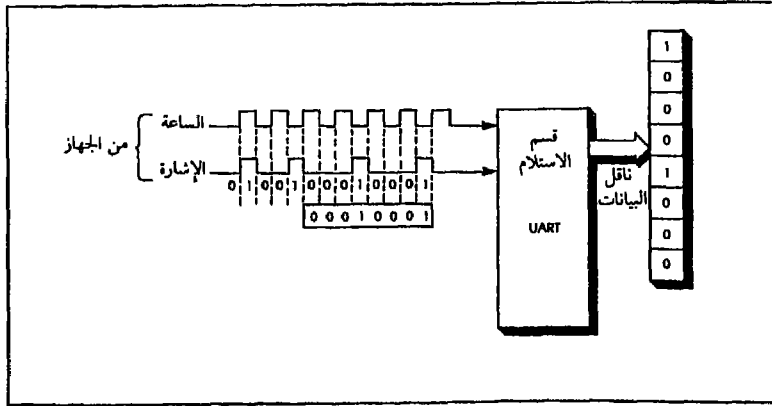 من الجهاز
الساعة
الإشارة
0 1 0 0 1 0 0 0 1 0 0 0 1
0 0 0 1 0 0 0 1
قسم
الاستلام
UART
ناقل
البيانات
1
0
0
0
1
0
0
0